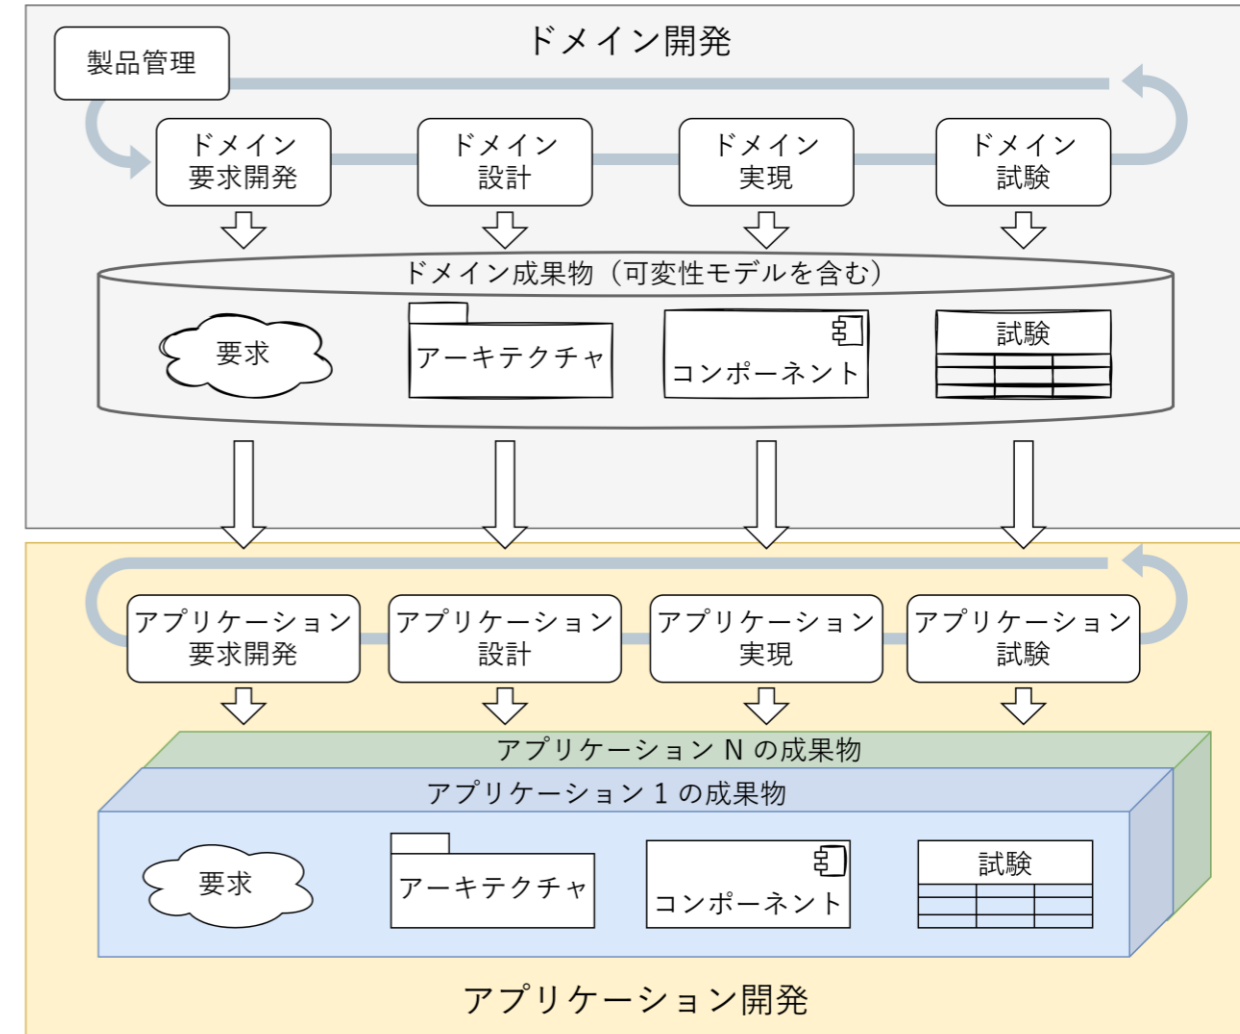 ドメイン開発
製品管理
ドメイン
要求開発
ドメイン
設計
ドメイン
実現
ドメイン
試験
ドメイン成果物（可変性モデルを含む）
要求
アーキテクチャ
コンポーネント
試験
アプリケーション
要求開発
アプリケーション
設計
アプリケーション
実現
アプリケーション
試験
アプリケーション N の成果物
アプリケーション 1 の成果物
要求
アーキテクチャ
コンポーネント
試験
アプリケーション開発